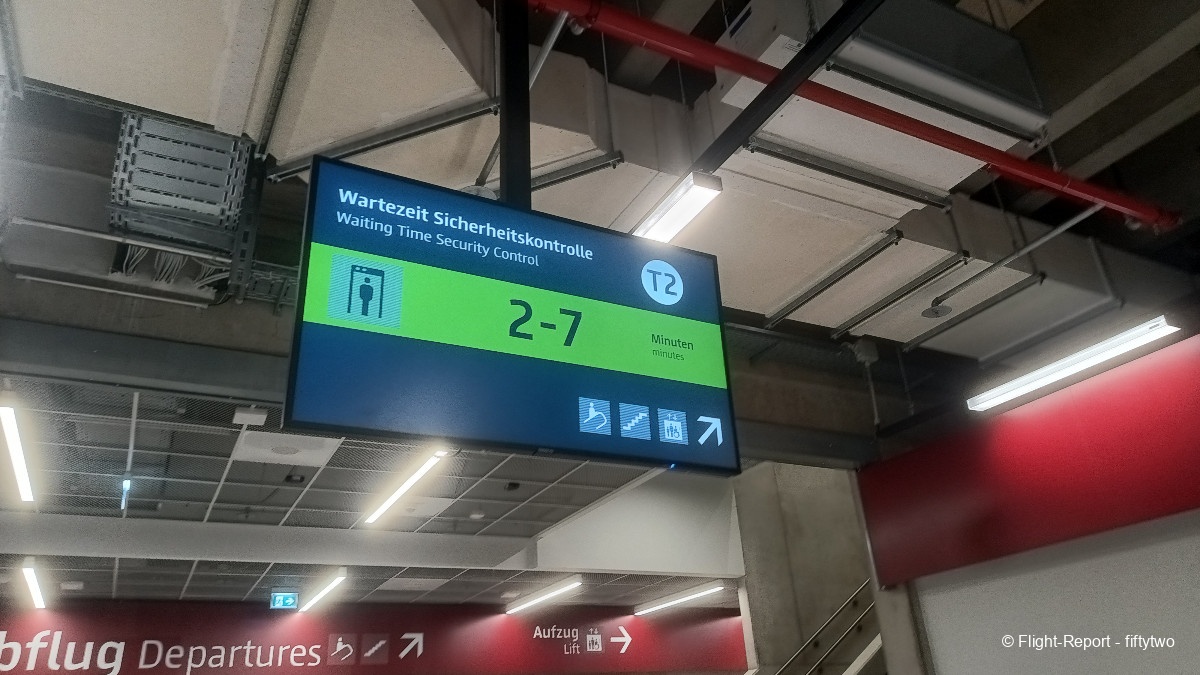 Wartezeit Sicherheitskontrolle
Waiting Time Security Control
T2
2-7
Minuten
minutes
bflug Departures
Aufzug
Lift
© Flight-Report - fiftytwo